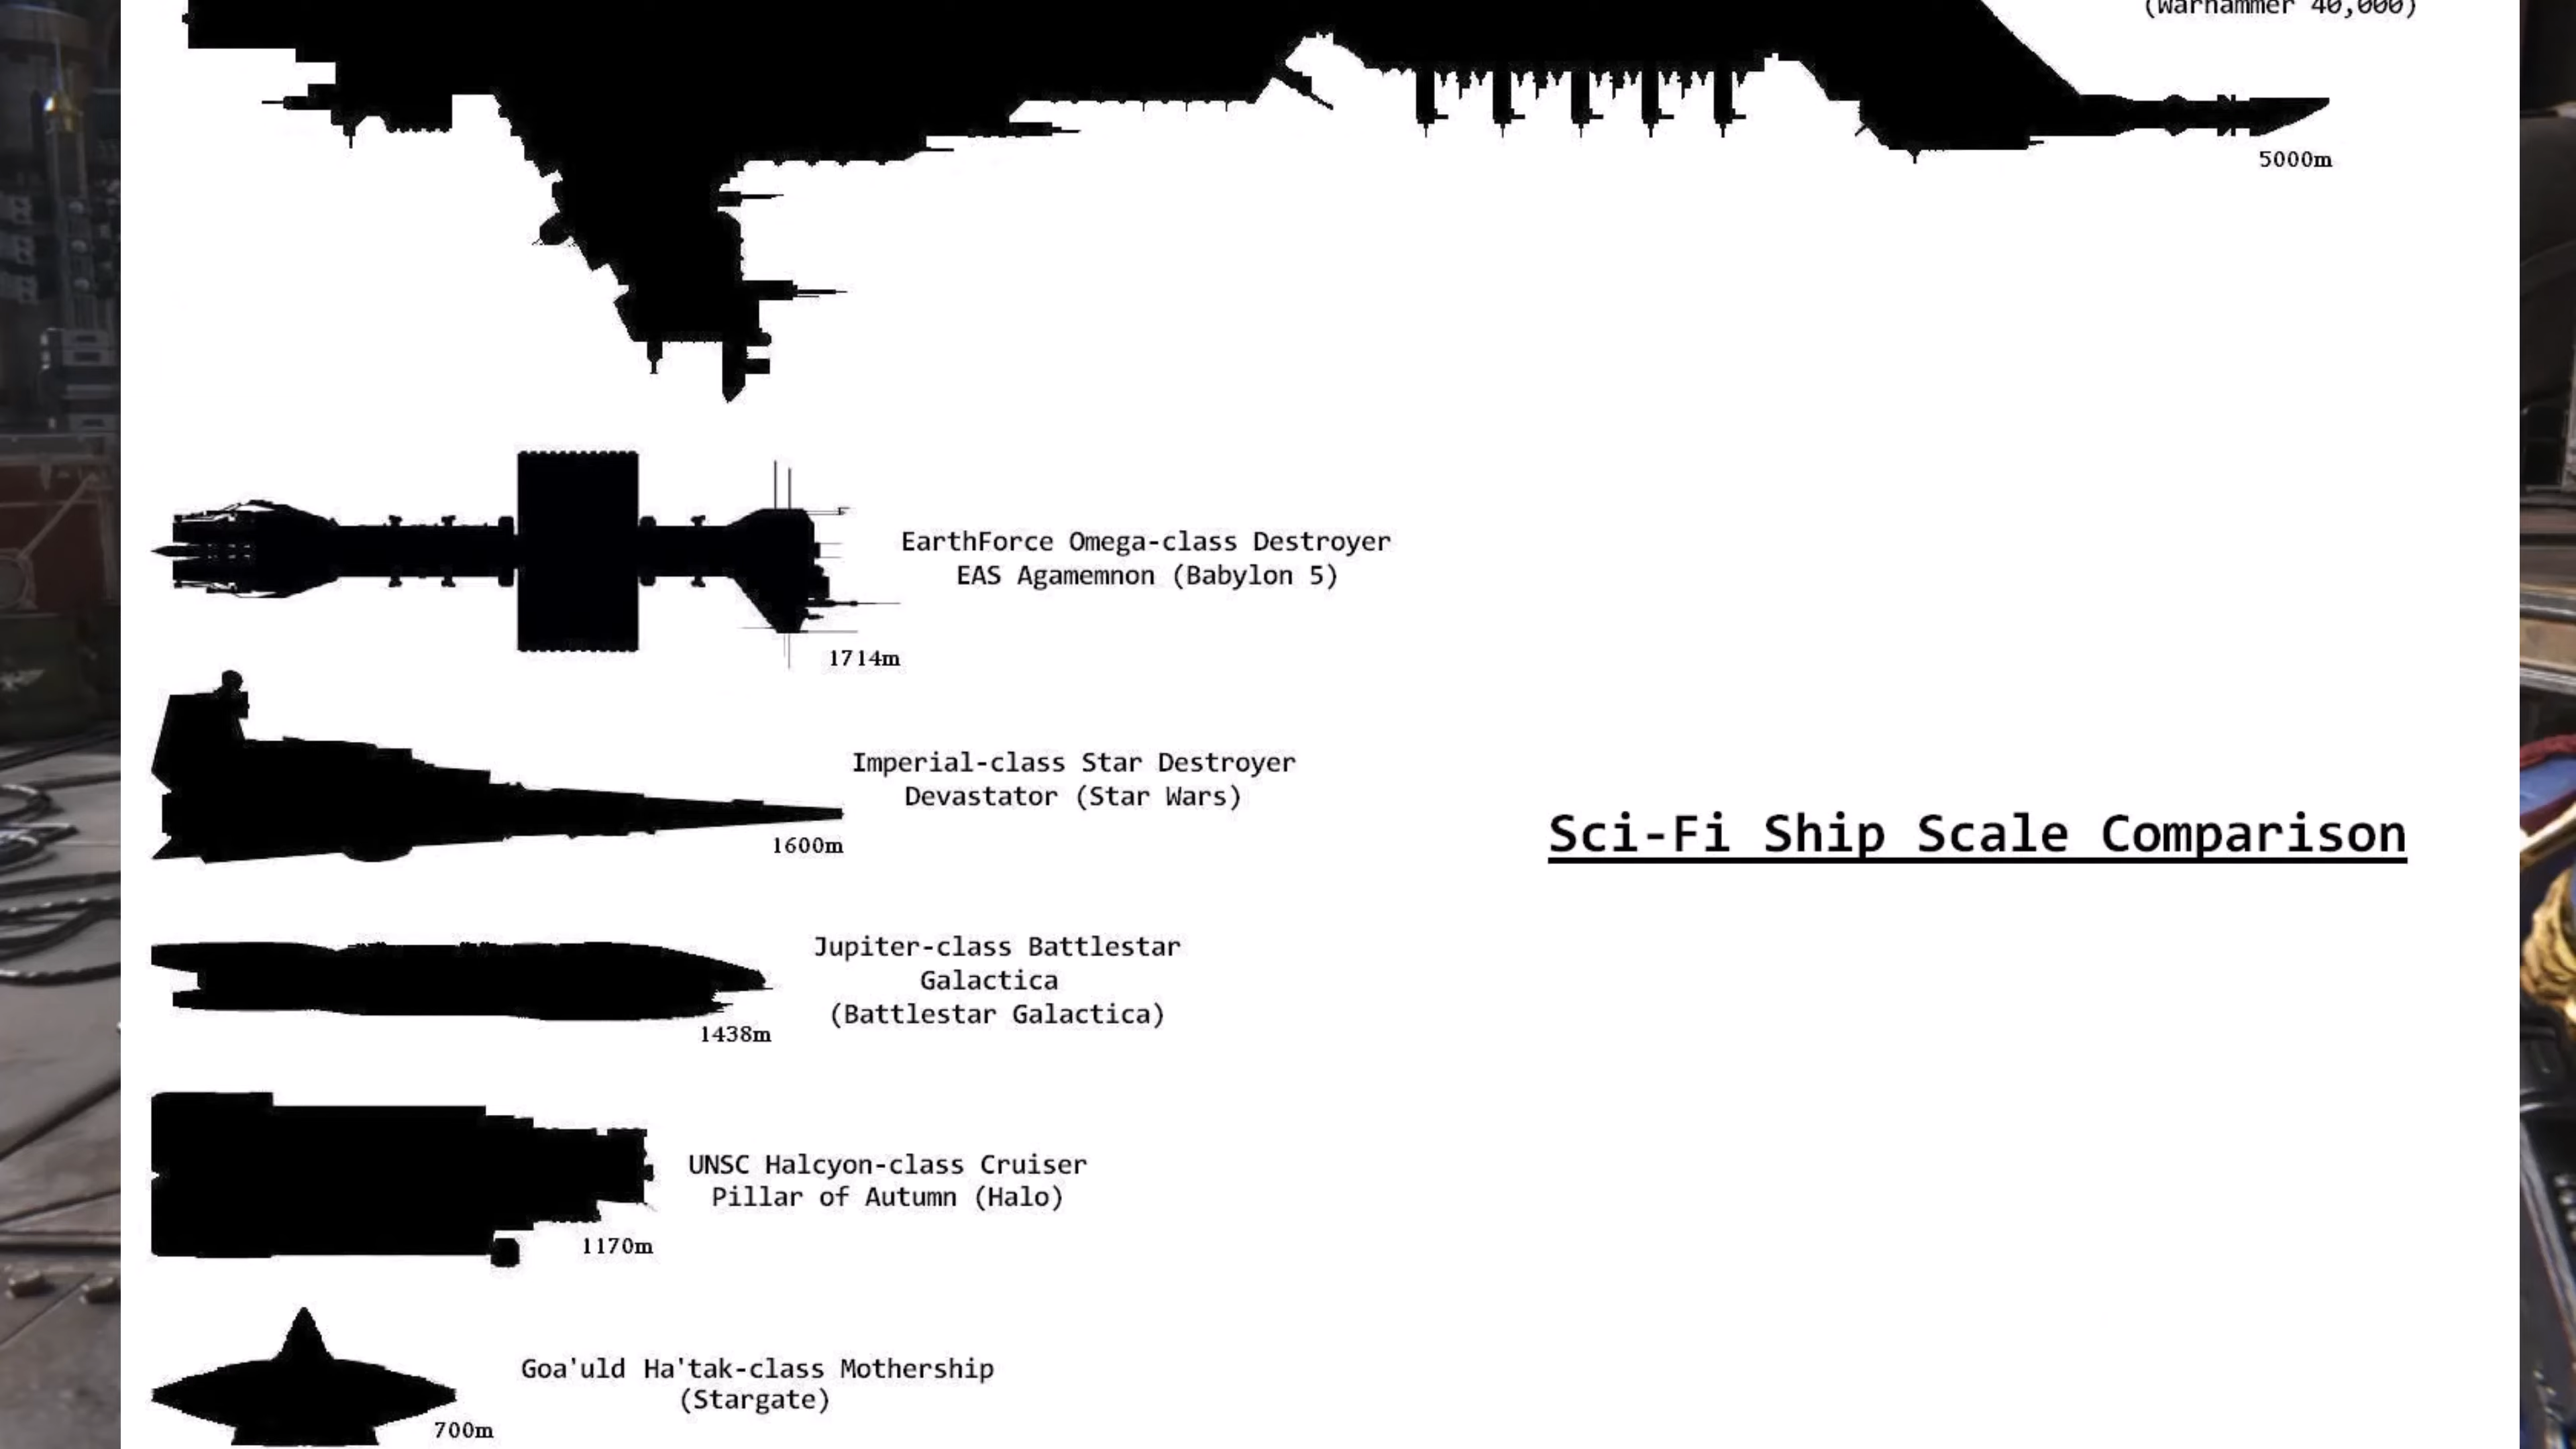 (Warhammer 40,000)
5000m
EarthForce Omega-class Destroyer
EAS Agamemnon (Babylon 5)
1714m
Imperial-class Star Destroyer
Devastator (Star Wars)
1600m
Sci-Fi Ship Scale Comparison
Jupiter-class Battlestar
Galactica
(Battlestar Galactica)
1438m
UNSC Halcyon-class Cruiser
Pillar of Autumn (Halo)
1170m
Goa'uld Ha'tak-class Mothership
(Stargate)
700m